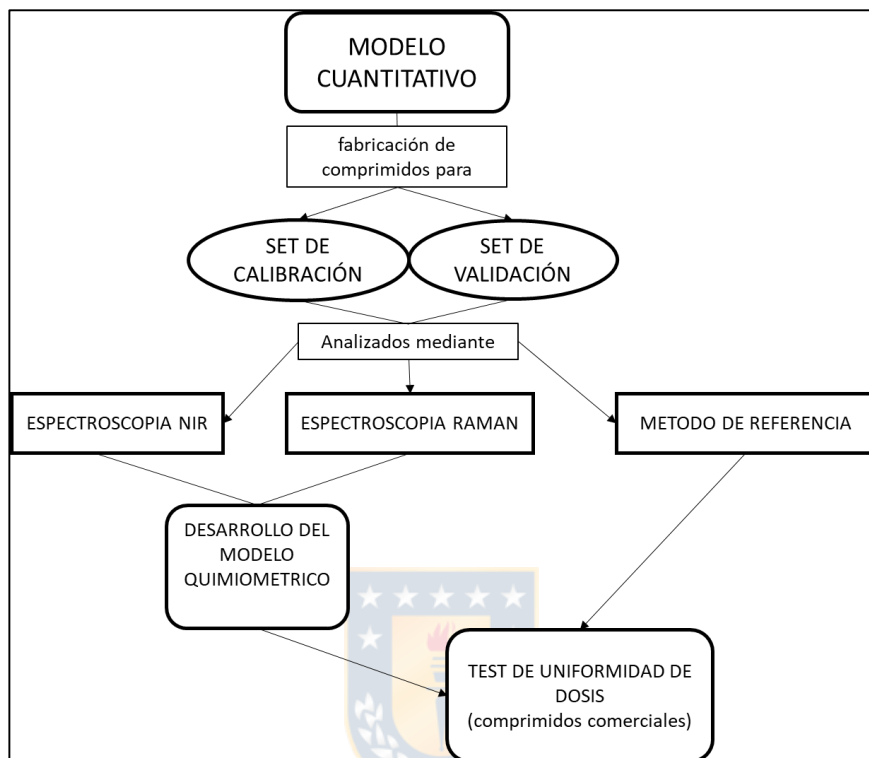 MODELO
CUANTITATIVO
fabricación de
comprimidos para
SET DE
CALIBRACIÓN
SET DE
VALIDACIÓN
Analizados mediante
ESPECTROSCOPIA NIR
ESPECTROSCOPIA RAMAN
METODO DE REFERENCIA
DESARROLLO DEL
MODELO
QUIMIOMETRICO
TEST DE UNIFORMIDAD DE
DOSIS
(comprimidos comerciales)